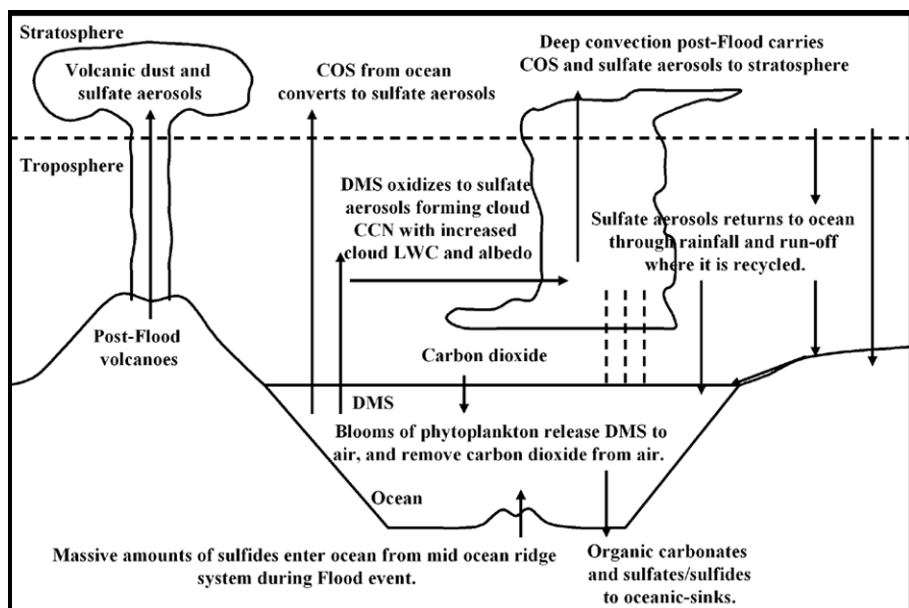 Stratosphere
Volcanic dust and
sulfate aerosols
COS from ocean
converts to sulfate aerosols
Deep convection post-Flood carries
COS and sulfate aerosols to stratosphere
Troposphere
DMS oxidizes to sulfate
aerosols forming cloud
CCN with increased
cloud LWC and albedo
Sulfate aerosols returns to ocean
through rainfall and run-off
where it is recycled.
Post-Flood
volcanoes
Carbon dioxide
DMS
Blooms of phytoplankton release DMS to
air, and remove carbon dioxide from air.
Ocean
Massive amounts of sulfides enter ocean from mid ocean ridge
system during Flood event.
Organic carbonates
and sulfates/sulfides
to oceanic-sinks.